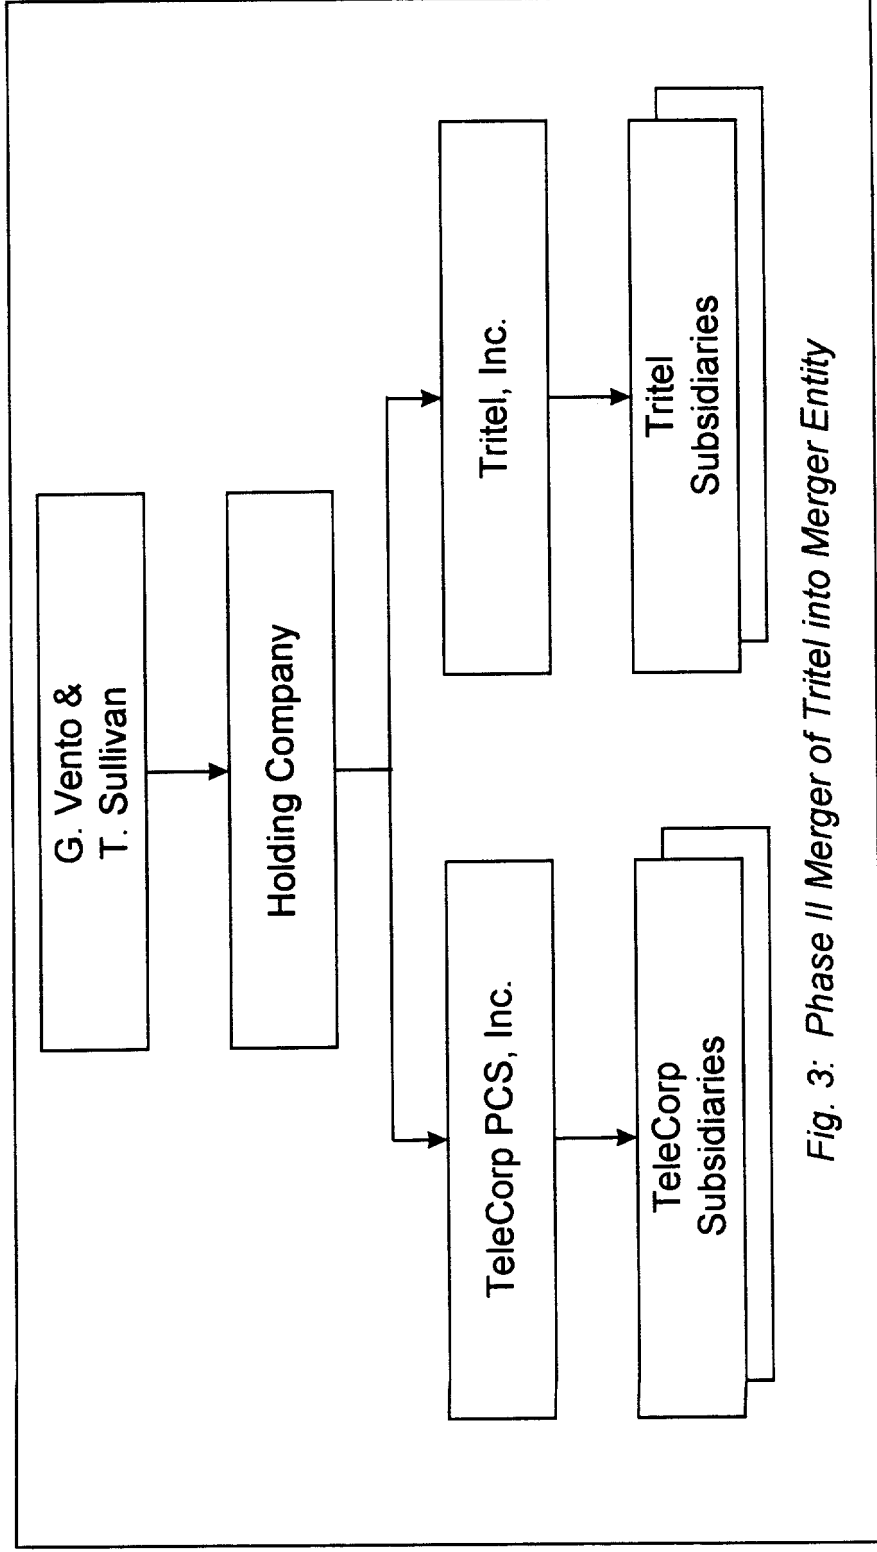 G. Vento &
T. Sullivan
Holding Company
TeleCorp PCS, Inc.
Tritel, Inc.
TeleCorp
Subsidiaries
Tritel
Subsidiaries
Fig. 3: Phase II Merger of Tritel into Merger Entity